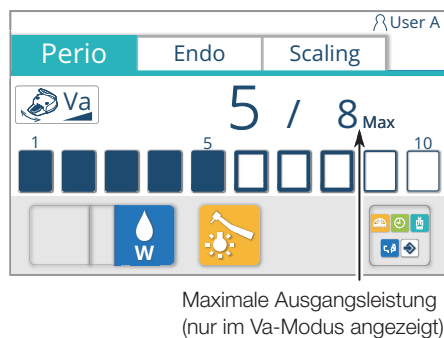 User A
Perio Endo Scaling
Va 5 / 8 Max
1 5 10
W
Maximale Ausgangsleistung
(nur im Va-Modus angezeigt)